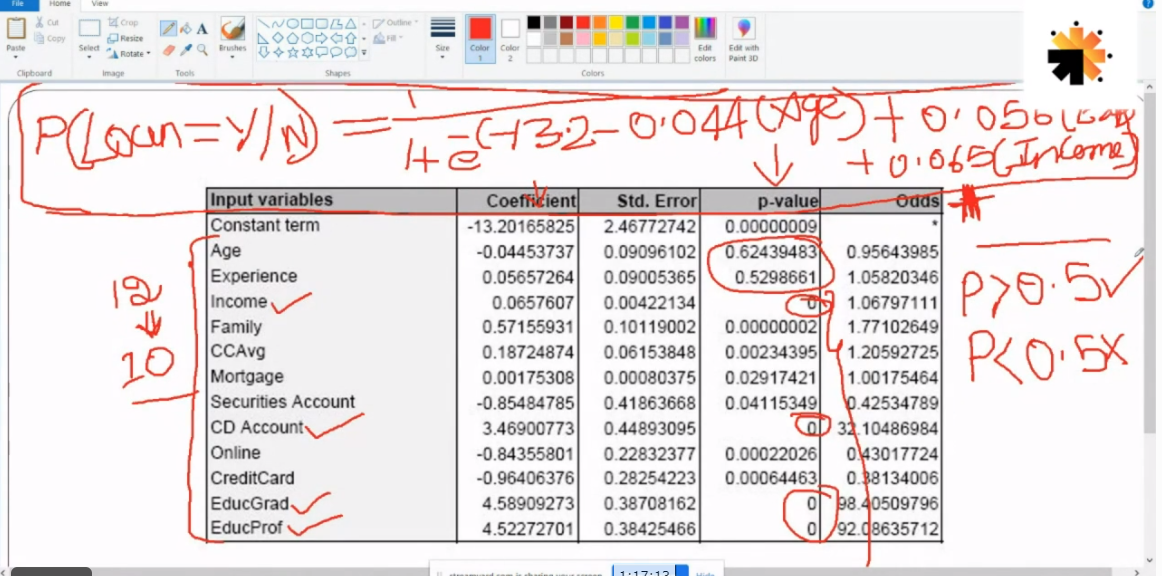 File Home View
Paste Cut Copy Select Crop Resize Rotate Brushes Outline Fill Size Color 1 Color 2 Edit colors Edit with Paint 3D
Clipboard Image Tools Shapes Colors
P(Loan=Y/N) = 1
1+e-(-13.2-0.044(Age)+0.056(
+0.065(Income)
Input variables Coefficient Std. Error p-value Odds
Constant term -13.20165825 2.46772742 0.00000009 *
Age -0.04453737 0.09096102 0.62439483 0.95643985
Experience 0.05657264 0.09005365 0.5298661 1.05820346
Income 0.0657607 0.00422134 0 1.06797111
Family 0.57155931 0.10119002 0.00000002 1.77102649
CCAvg 0.18724874 0.06153848 0.00234395 1.20592725
Mortgage 0.00175308 0.00080375 0.02917421 1.00175464
Securities Account -0.85484785 0.41863668 0.04115349 0.42534789
CD Account 3.46900773 0.44893095 0 32.10486984
Online -0.84355801 0.22832377 0.00022026 0.43017724
CreditCard -0.96406376 0.28254223 0.00064463 0.38134006
EducGrad 4.58909273 0.38708162 0 98.40509796
EducProf 4.52272701 0.38425466 0 92.08635712
12
10
P>0.5
P<0.5X
streamyard.com is sharing your screen. 1:17:13 Hide